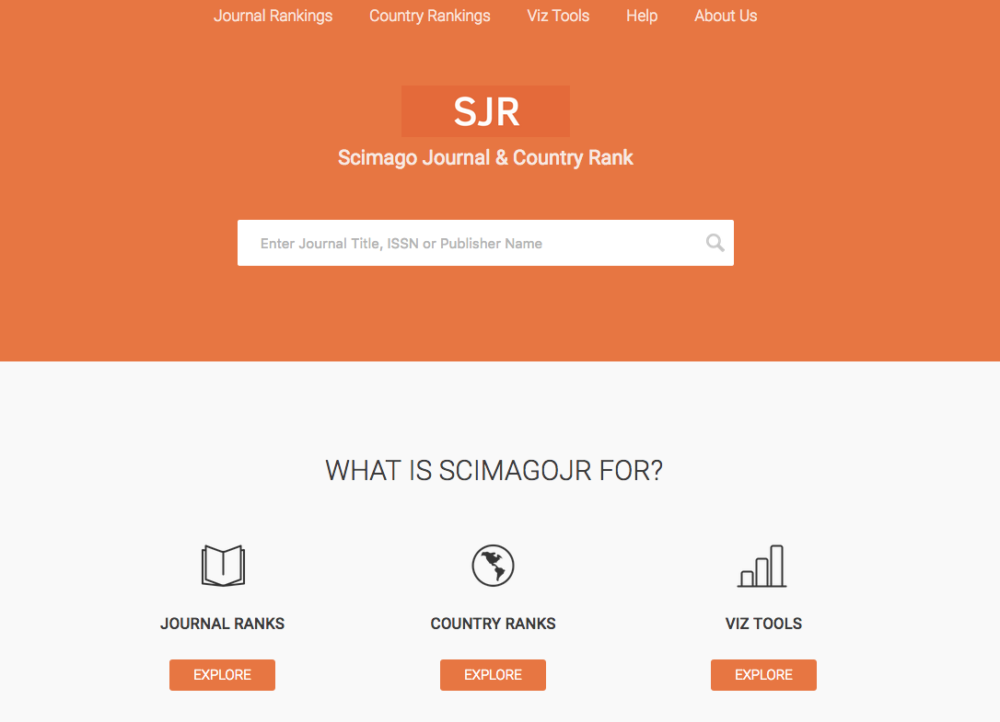 Journal Rankings Country Rankings Viz Tools Help About Us
SJR
Scimago Journal & Country Rank
Enter Journal Title, ISSN or Publisher Name
WHAT IS SCIMAGOJR FOR?
JOURNAL RANKS COUNTRY RANKS VIZ TOOLS
EXPLORE EXPLORE EXPLORE